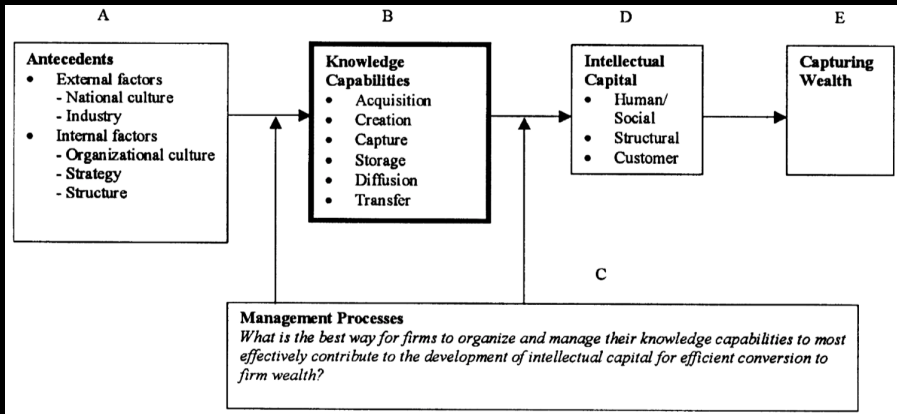 A
B
D
E
Antecedents
• External factors
- National culture
- Industry
• Internal factors
- Organizational culture
- Strategy
- Structure
Knowledge
Capabilities
• Acquisition
• Creation
• Capture
• Storage
• Diffusion
• Transfer
Intellectual
Capital
• Human/
Social
• Structural
• Customer
Capturing
Wealth
C
Management Processes
What is the best way for firms to organize and manage their knowledge capabilities to most
effectively contribute to the development of intellectual capital for efficient conversion to
firm wealth?